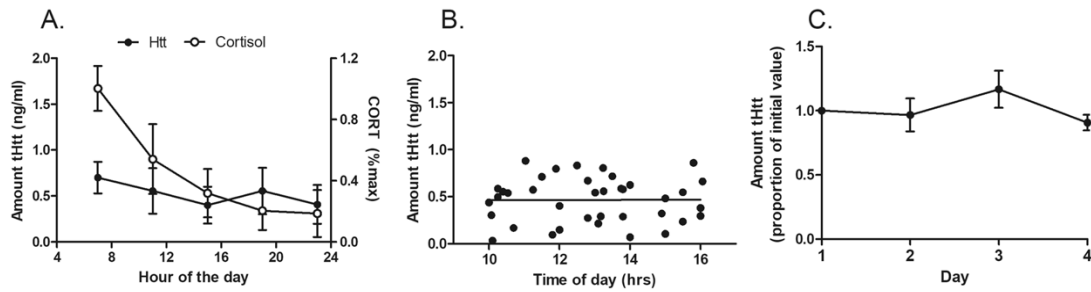 A.
Htt
Cortisol
Amount tHtt (ng/ml)
2.0
1.5
1.0
0.5
0.0
CORT (%max)
1.2
0.8
0.4
0.0
4 8 12 16 20 24
Hour of the day
B.
Amount tHtt (ng/ml)
2.0
1.5
1.0
0.5
0.0
10 12 14 16
Time of day (hrs)
C.
Amount tHtt
(proportion of initial value)
1.5
1.0
0.5
0.0
1 2 3 4
Day